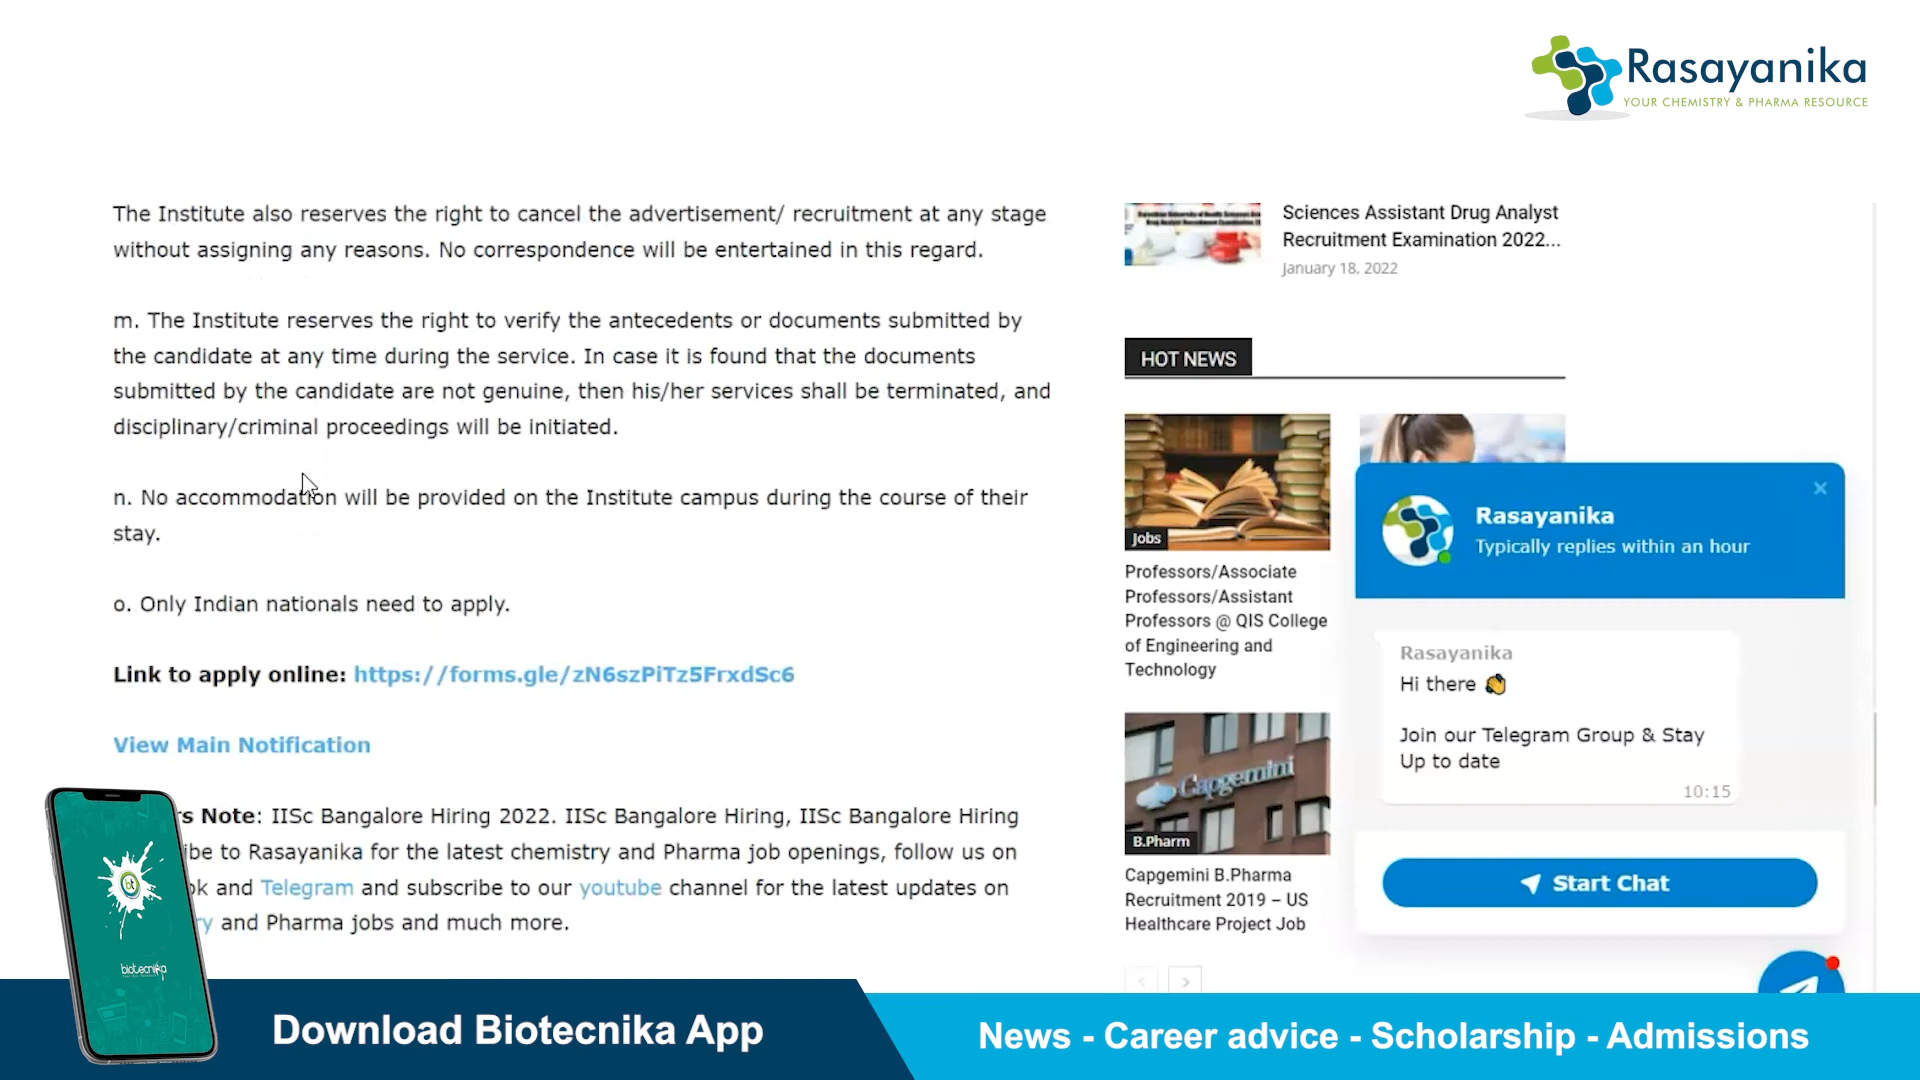 Rasayanika
YOUR CHEMISTRY & PHARMA RESOURCE
The Institute also reserves the right to cancel the advertisement/ recruitment at any stage
without assigning any reasons. No correspondence will be entertained in this regard.
m. The Institute reserves the right to verify the antecedents or documents submitted by
the candidate at any time during the service. In case it is found that the documents
submitted by the candidate are not genuine, then his/her services shall be terminated, and
disciplinary/criminal proceedings will be initiated.
n. No accommodation will be provided on the Institute campus during the course of their
stay.
o. Only Indian nationals need to apply.
Link to apply online: https://forms.gle/zN6szPiTz5FrxdSc6
View Main Notification
s Note: IISc Bangalore Hiring 2022. IISc Bangalore Hiring, IISc Bangalore Hiring
ibe to Rasayanika for the latest chemistry and Pharma job openings, follow us on
ok and Telegram and subscribe to our youtube channel for the latest updates on
ry and Pharma jobs and much more.
Sciences Assistant Drug Analyst
Recruitment Examination 2022...
January 18, 2022
HOT NEWS
Jobs
Professors/Associate
Professors/Assistant
Professors @ QIS College
of Engineering and
Technology
Capgemini
B.Pharm
Capgemini B.Pharma
Recruitment 2019 – US
Healthcare Project Job
Rasayanika
Typically replies within an hour
Rasayanika
Hi there
Join our Telegram Group & Stay
Up to date
10:15
Start Chat
bt
biotecnika
Download Biotecnika App
News - Career advice - Scholarship - Admissions